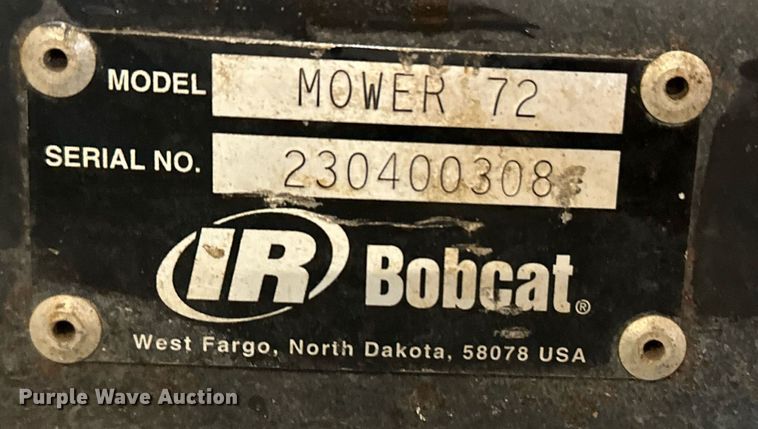 MODEL MOWER 72
SERIAL NO. 230400308
IR Bobcat®
West Fargo, North Dakota, 58078 USA
Purple Wave Auction